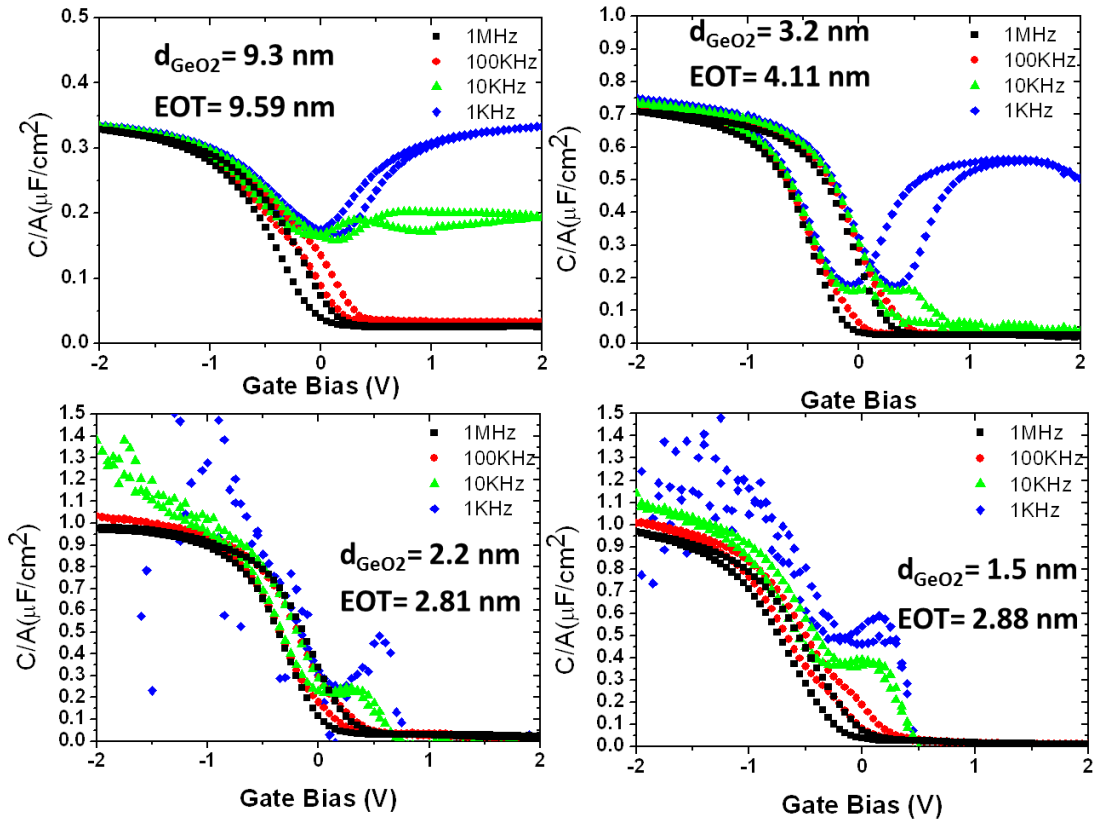 0.5
0.4
0.3
0.2
0.1
0.0
C/A(μF/cm²)
d_GeO2= 9.3 nm
EOT= 9.59 nm
1MHz
100KHz
10KHz
1KHz
-2
-1
0
1
2
Gate Bias (V)
1.0
0.9
0.8
0.7
0.6
0.5
0.4
0.3
0.2
0.1
0.0
C/A(μF/cm²)
d_GeO2= 3.2 nm
EOT= 4.11 nm
1MHz
100KHz
10KHz
1KHz
-2
-1
0
1
2
Gate Bias
1.5
1.4
1.3
1.2
1.1
1.0
0.9
0.8
0.7
0.6
0.5
0.4
0.3
0.2
0.1
0.0
C/A(μF/cm²)
1MHz
100KHz
10KHz
1KHz
d_GeO2= 2.2 nm
EOT= 2.81 nm
-2
-1
0
1
2
Gate Bias (V)
1.5
1.4
1.3
1.2
1.1
1.0
0.9
0.8
0.7
0.6
0.5
0.4
0.3
0.2
0.1
0.0
C/A(μF/cm²)
1MHz
100KHz
10KHz
1KHz
d_GeO2= 1.5 nm
EOT= 2.88 nm
-2
-1
0
1
2
Gate Bias (V)